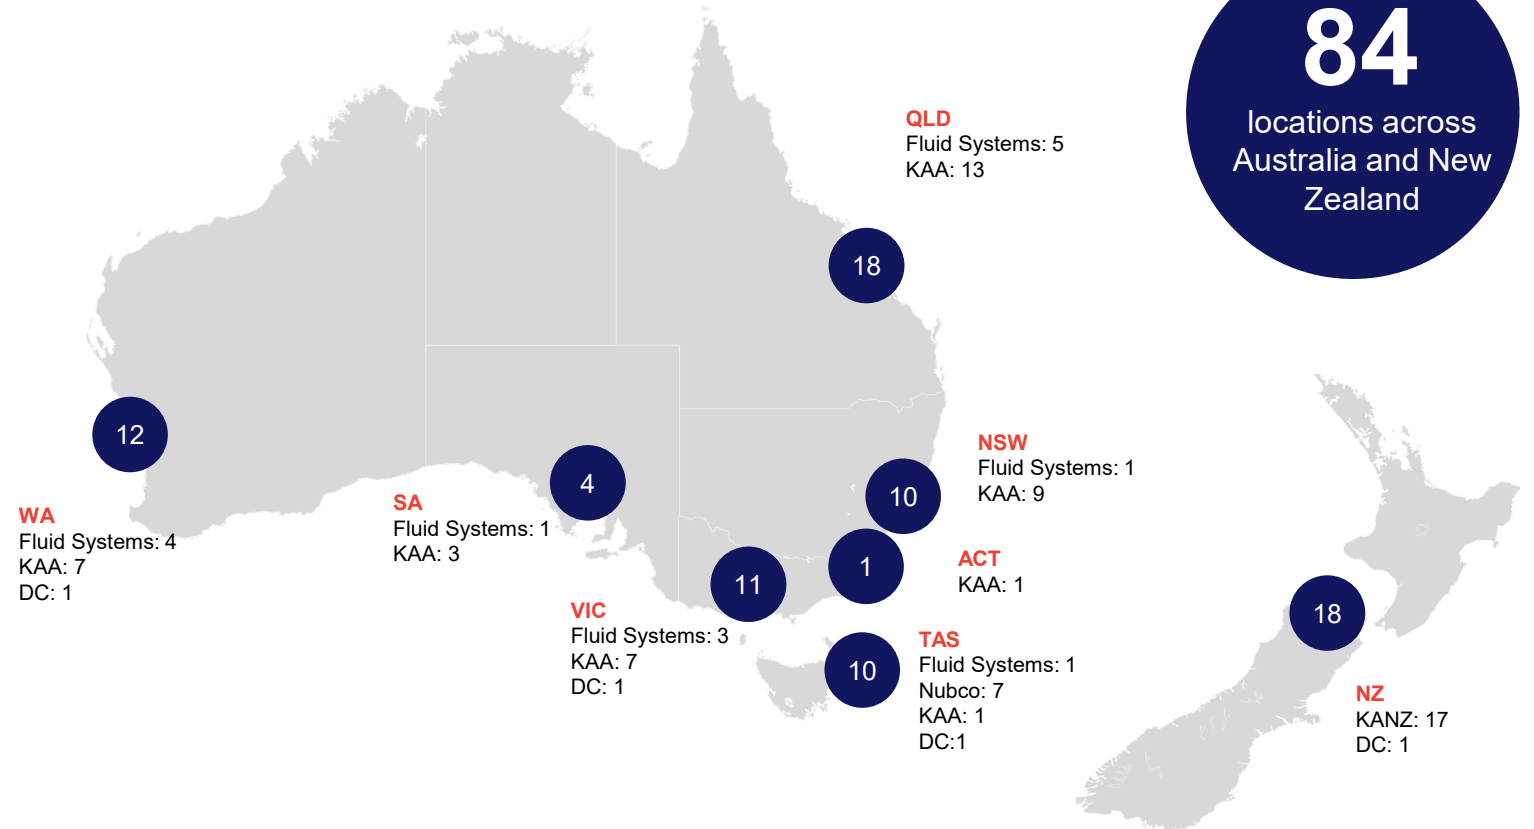 84
locations across
Australia and New
Zealand
QLD
Fluid Systems: 5
KAA: 13
18
12
WA
Fluid Systems: 4
KAA: 7
DC: 1
4
SA
Fluid Systems: 1
KAA: 3
NSW
Fluid Systems: 1
KAA: 9
10
1
ACT
KAA: 1
11
VIC
Fluid Systems: 3
KAA: 7
DC: 1
10
TAS
Fluid Systems: 1
Nubco: 7
KAA: 1
DC:1
18
NZ
KANZ: 17
DC: 1